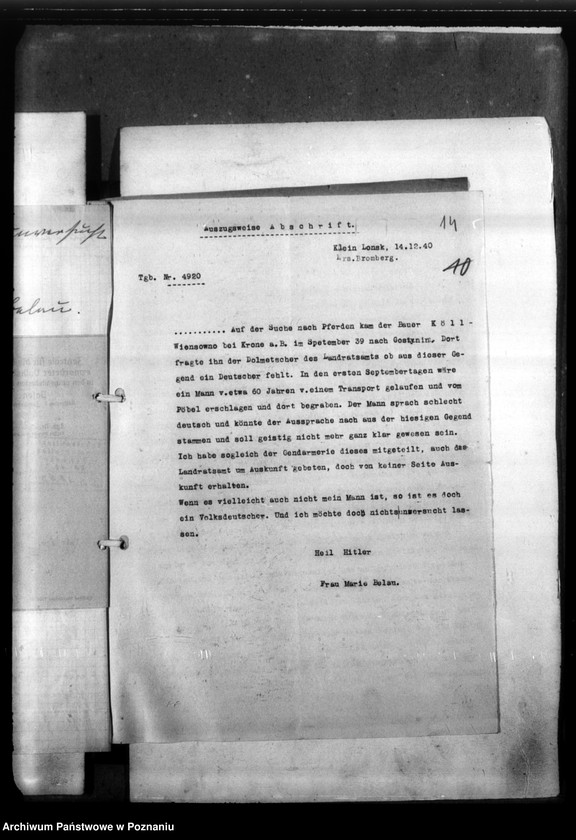 unversucht
Belau.
Auszugsweise Abschrift.
14
Klein Lonsk, 14.12.40
Krs.Bromberg.
40
Tgb. Nr. 4920
........... Auf der Suche nach Pferden kam der Bauer Köll-
Wiensowno bei Krone a.B. im Spetember 39 nach Gostynin. Dort
fragte ihn der Dolmetscher des Landratsamts ob aus dieser Ge-
gend ein Deutscher fehlt. In den ersten Septembertagen wäre
ein Mann v.etwa 60 Jahren v.einem Transport gelaufen und vom
Pöbel erschlagen und dort begraben. Der Mann sprach schlecht
deutsch und könnte der Aussprache nach aus der hiesigen Gegend
stammen und soll geistig nicht mehr ganz klar gewesen sein.
Ich habe sogleich der Gendarmerie dieses mitgeteilt, auch das
Landratsamt um Auskunft gebeten, doch von keiner Seite Aus-
kunft erhalten.
Wenn es vielleicht auch nicht mein Mann ist, so ist es doch
ein Volksdeutscher. Und ich möchte doch nichts unversucht las-
sen.
Heil Hitler
Frau Marie Belau.
Archiwum Państwowe w Poznaniu